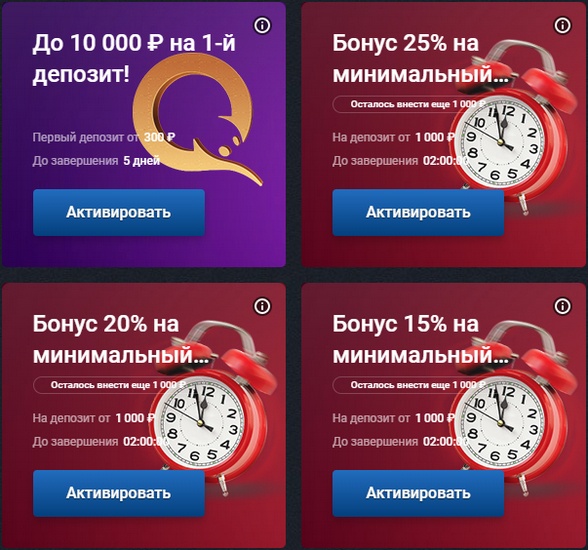 До 10 000 ₽ на 1-й
депозит!
Первый депозит от 300 ₽
До завершения 5 дней
Активировать
Бонус 25% на
минимальный...
Осталось внести еще 1 000 ₽
На депозит от 1 000 ₽
До завершения 02:00:0
Активировать
Бонус 20% на
минимальный...
Осталось внести еще 1 000 ₽
На депозит от 1 000 ₽
До завершения 02:00:0
Активировать
Бонус 15% на
минимальный...
Осталось внести еще 1 000 ₽
На депозит от 1 000 ₽
До завершения 02:00:0
Активировать